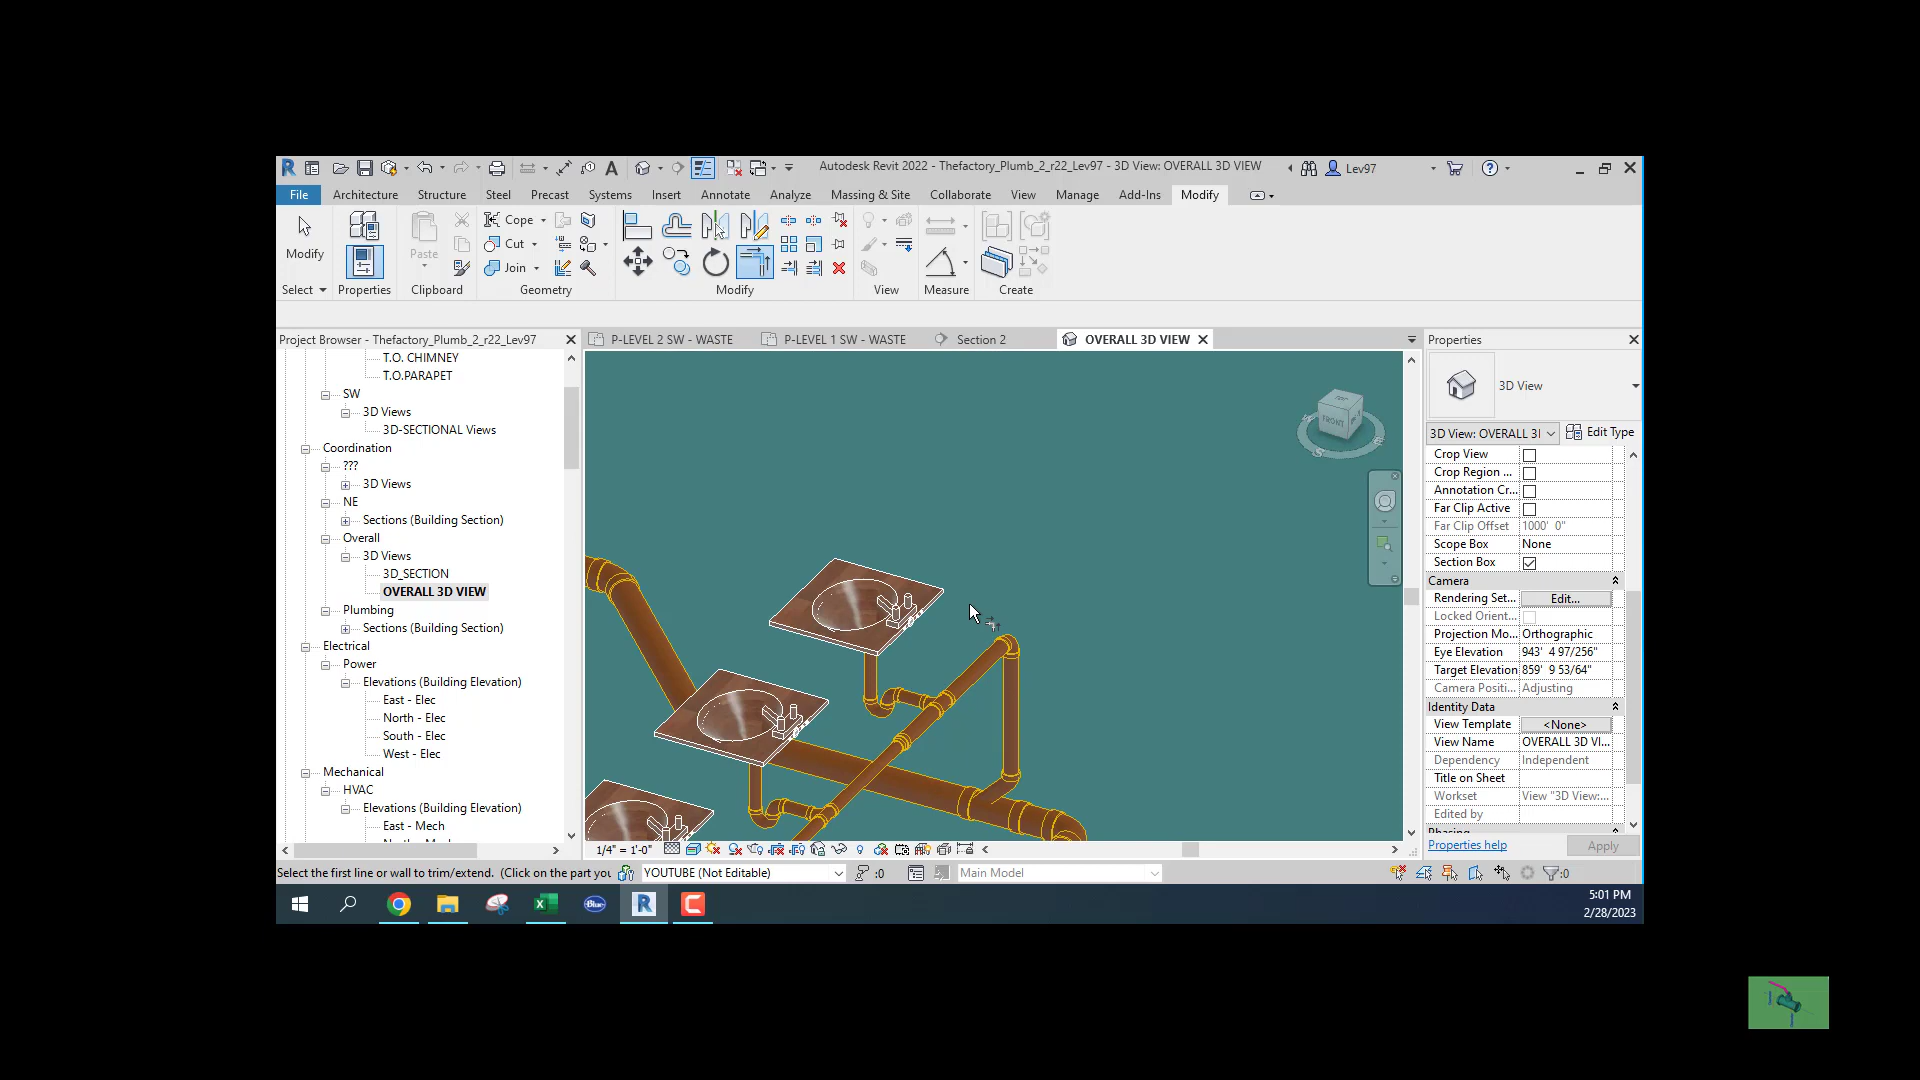 Autodesk Revit 2022 - Thefactory_Plumb_2_r22_Lev97 - 3D View: OVERALL 3D VIEW
Lev97
File Architecture Structure Steel Precast Systems Insert Annotate Analyze Massing & Site Collaborate View Manage Add-Ins Modify
Modify
Paste
Cope
Cut
Join
Select Properties Clipboard Geometry Modify View Measure Create
Project Browser - Thefactory_Plumb_2_r22_Lev97
T.O. CHIMNEY
T.O.PARAPET
SW
3D Views
3D-SECTIONAL Views
Coordination
???
3D Views
NE
Sections (Building Section)
Overall
3D Views
3D_SECTION
OVERALL 3D VIEW
Plumbing
Sections (Building Section)
Electrical
Power
Elevations (Building Elevation)
East - Elec
North - Elec
South - Elec
West - Elec
Mechanical
HVAC
Elevations (Building Elevation)
East - Mech
P-LEVEL 2 SW - WASTE P-LEVEL 1 SW - WASTE Section 2 OVERALL 3D VIEW
FRONT
Properties
3D View
3D View: OVERALL 3I Edit Type
Crop View
Crop Region ...
Annotation Cr...
Far Clip Active
Far Clip Offset 1000' 0"
Scope Box None
Section Box
Camera
Rendering Set... Edit...
Locked Orient...
Projection Mo... Orthographic
Eye Elevation 943' 4 97/256"
Target Elevation 859' 9 53/64"
Camera Positi... Adjusting
Identity Data
View Template <None>
View Name OVERALL 3D VI...
Dependency Independent
Title on Sheet
Workset View "3D View:...
Edited by
Properties help Apply
1/4" = 1'-0"
Select the first line or wall to trim/extend. (Click on the part you YOUTUBE (Not Editable) :0 Main Model :0
Blue
5:01 PM
2/28/2023